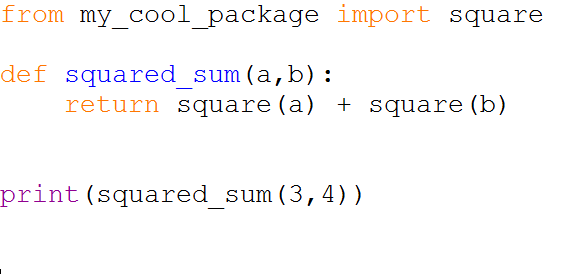 from my_cool_package import square
def squared_sum(a,b):
    return square(a) + square(b)
print(squared_sum(3,4))